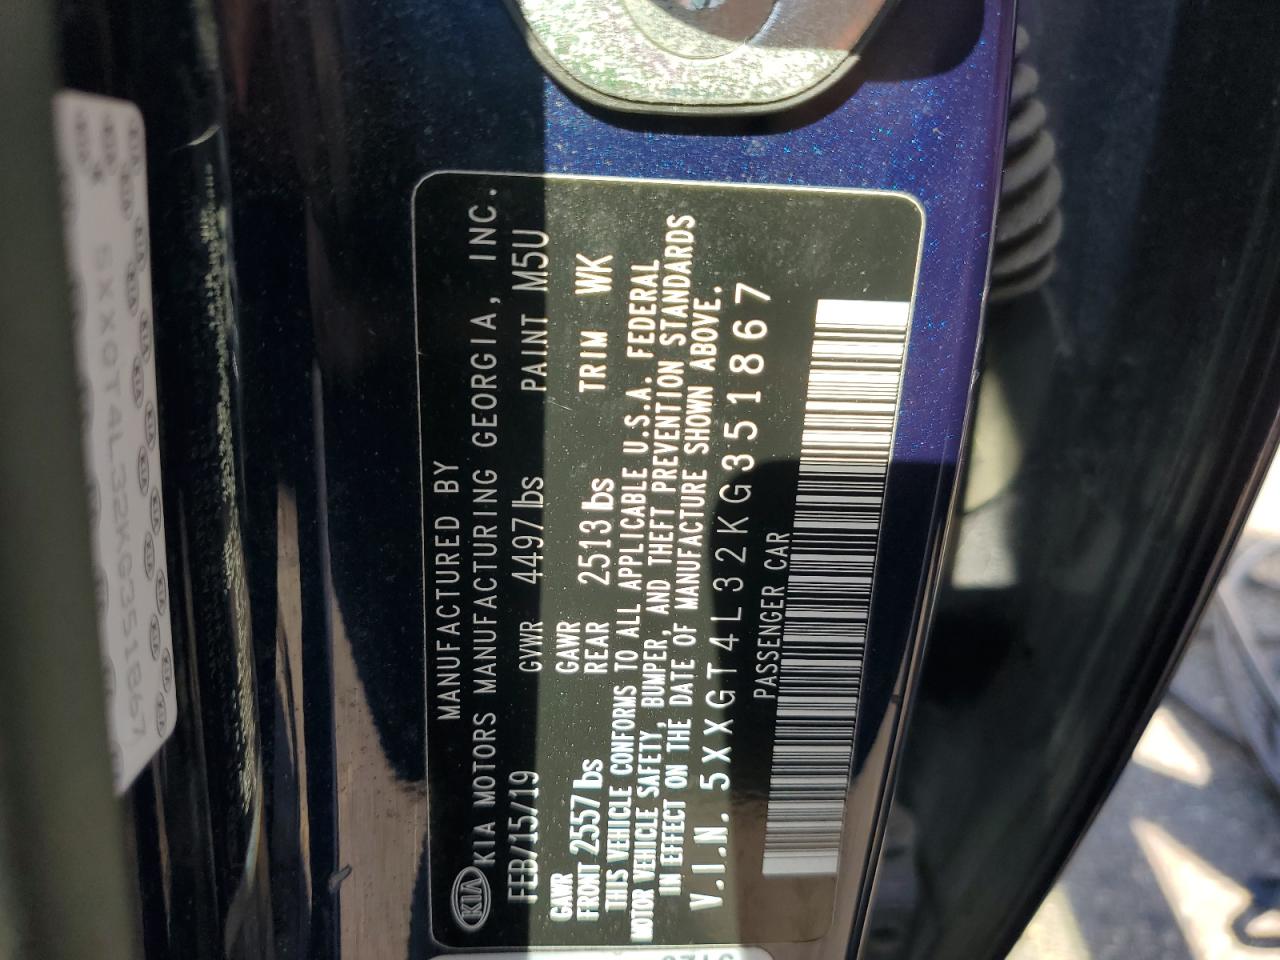 MANUFACTURED BY
KIA KIA MOTORS MANUFACTURING GEORGIA, INC.
FEB/15/19 GVWR 4497 lbs PAINT M5U
GAWR FRONT 2557 lbs GAWR REAR 2513 lbs TRIM WK
THIS VEHICLE CONFORMS TO ALL APPLICABLE U.S.A. FEDERAL
MOTOR VEHICLE SAFETY, BUMPER, AND THEFT PREVENTION STANDARDS
IN EFFECT ON THE DATE OF MANUFACTURE SHOWN ABOVE.
V.I.N. 5XXGT4L32KG351867
PASSENGER CAR
5XXGT4L32KG351867